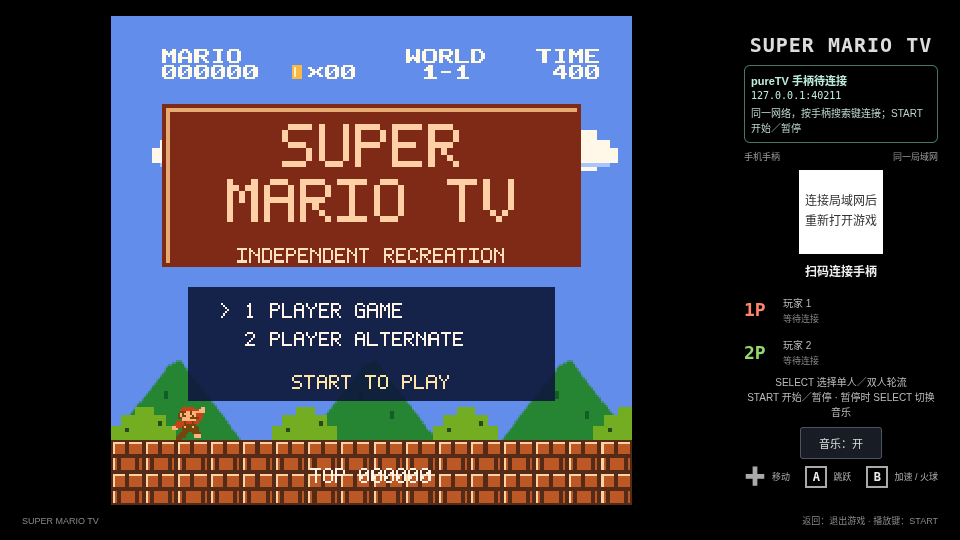 MARIO
000000
x00
WORLD
1-1
TIME
400
SUPER
MARIO TV
INDEPENDENT RECREATION
> 1 PLAYER GAME
2 PLAYER ALTERNATE
START TO PLAY
TOP 000000
SUPER MARIO TV
SUPER MARIO TV
pureTV 手柄待连接
127.0.0.1:40211
同一网络，按手柄搜索键连接；START
开始／暂停
手机手柄
同一局域网
连接局域网后
重新打开游戏
扫码连接手柄
1P
玩家 1
等待连接
2P
玩家 2
等待连接
SELECT 选择单人／双人轮流
START 开始／暂停 · 暂停时 SELECT 切换
音乐
音乐：开
移动
A
跳跃
B
加速 / 火球
返回：退出游戏 · 播放键：START